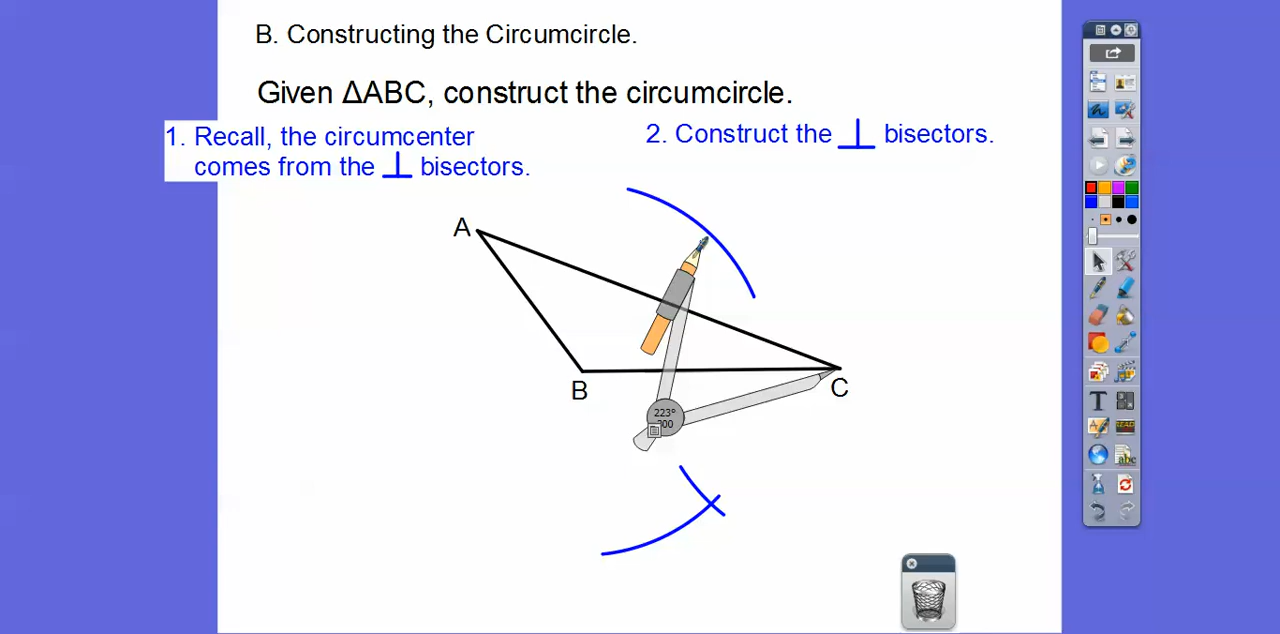 B. Constructing the Circumcircle.
Given ΔABC, construct the circumcircle.
1. Recall, the circumcenter
comes from the ⊥ bisectors.
2. Construct the ⊥ bisectors.
A
B
C
223°
T